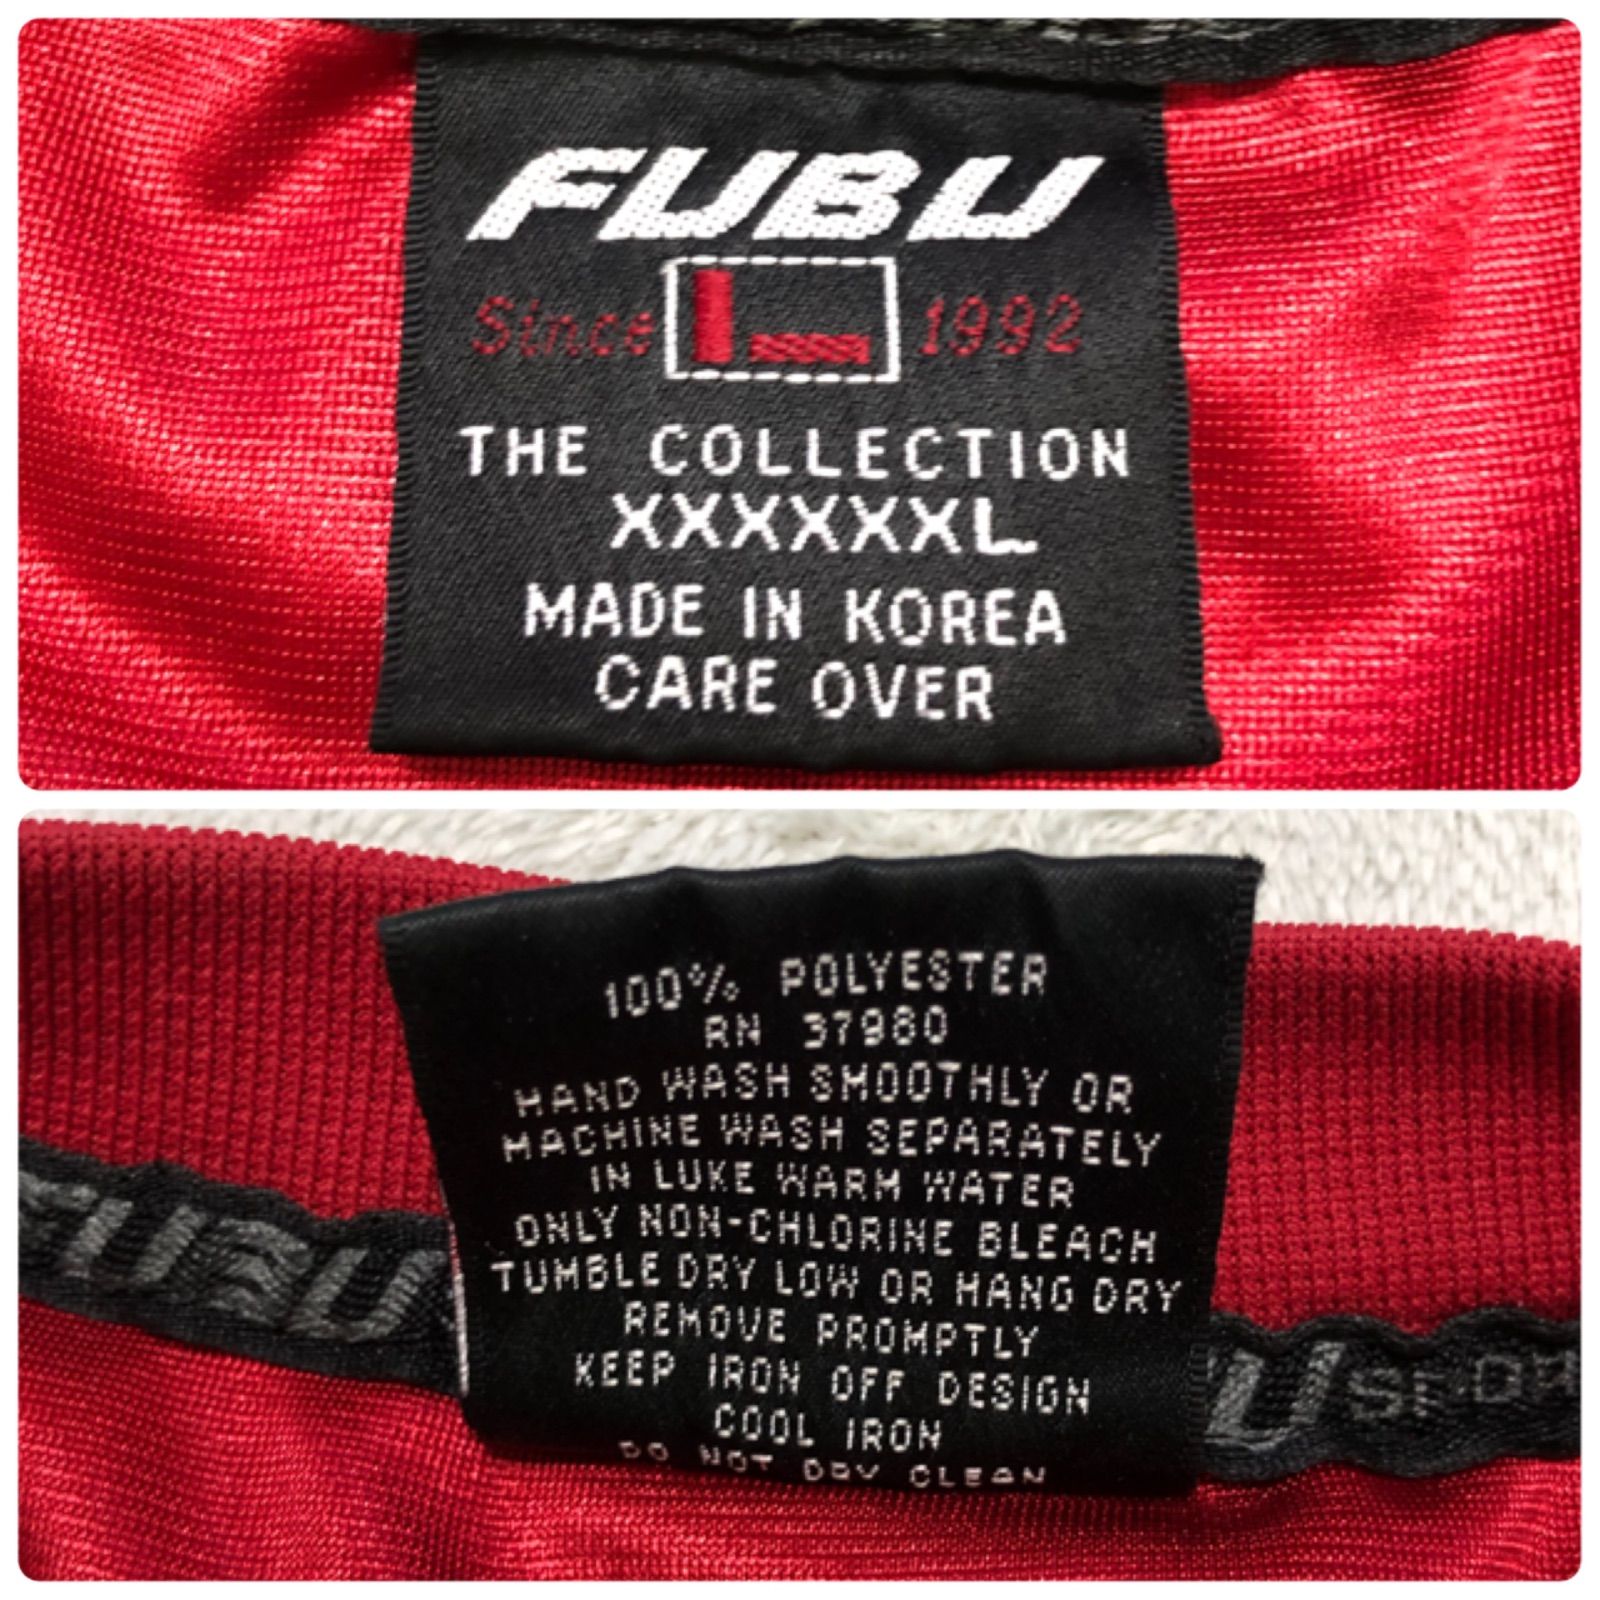 FUBU
Since 1992
THE COLLECTION
XXXXXXL
MADE IN KOREA
CARE OVER
100% POLYESTER
RN 37980
HAND WASH SMOOTHLY OR
MACHINE WASH SEPARATELY
IN LUKE WARM WATER
ONLY NON-CHLORINE BLEACH
TUMBLE DRY LOW OR HANG DRY
REMOVE PROMPTLY
KEEP IRON OFF DESIGN
COOL IRON
DO NOT DRY CLEAN
FUBU